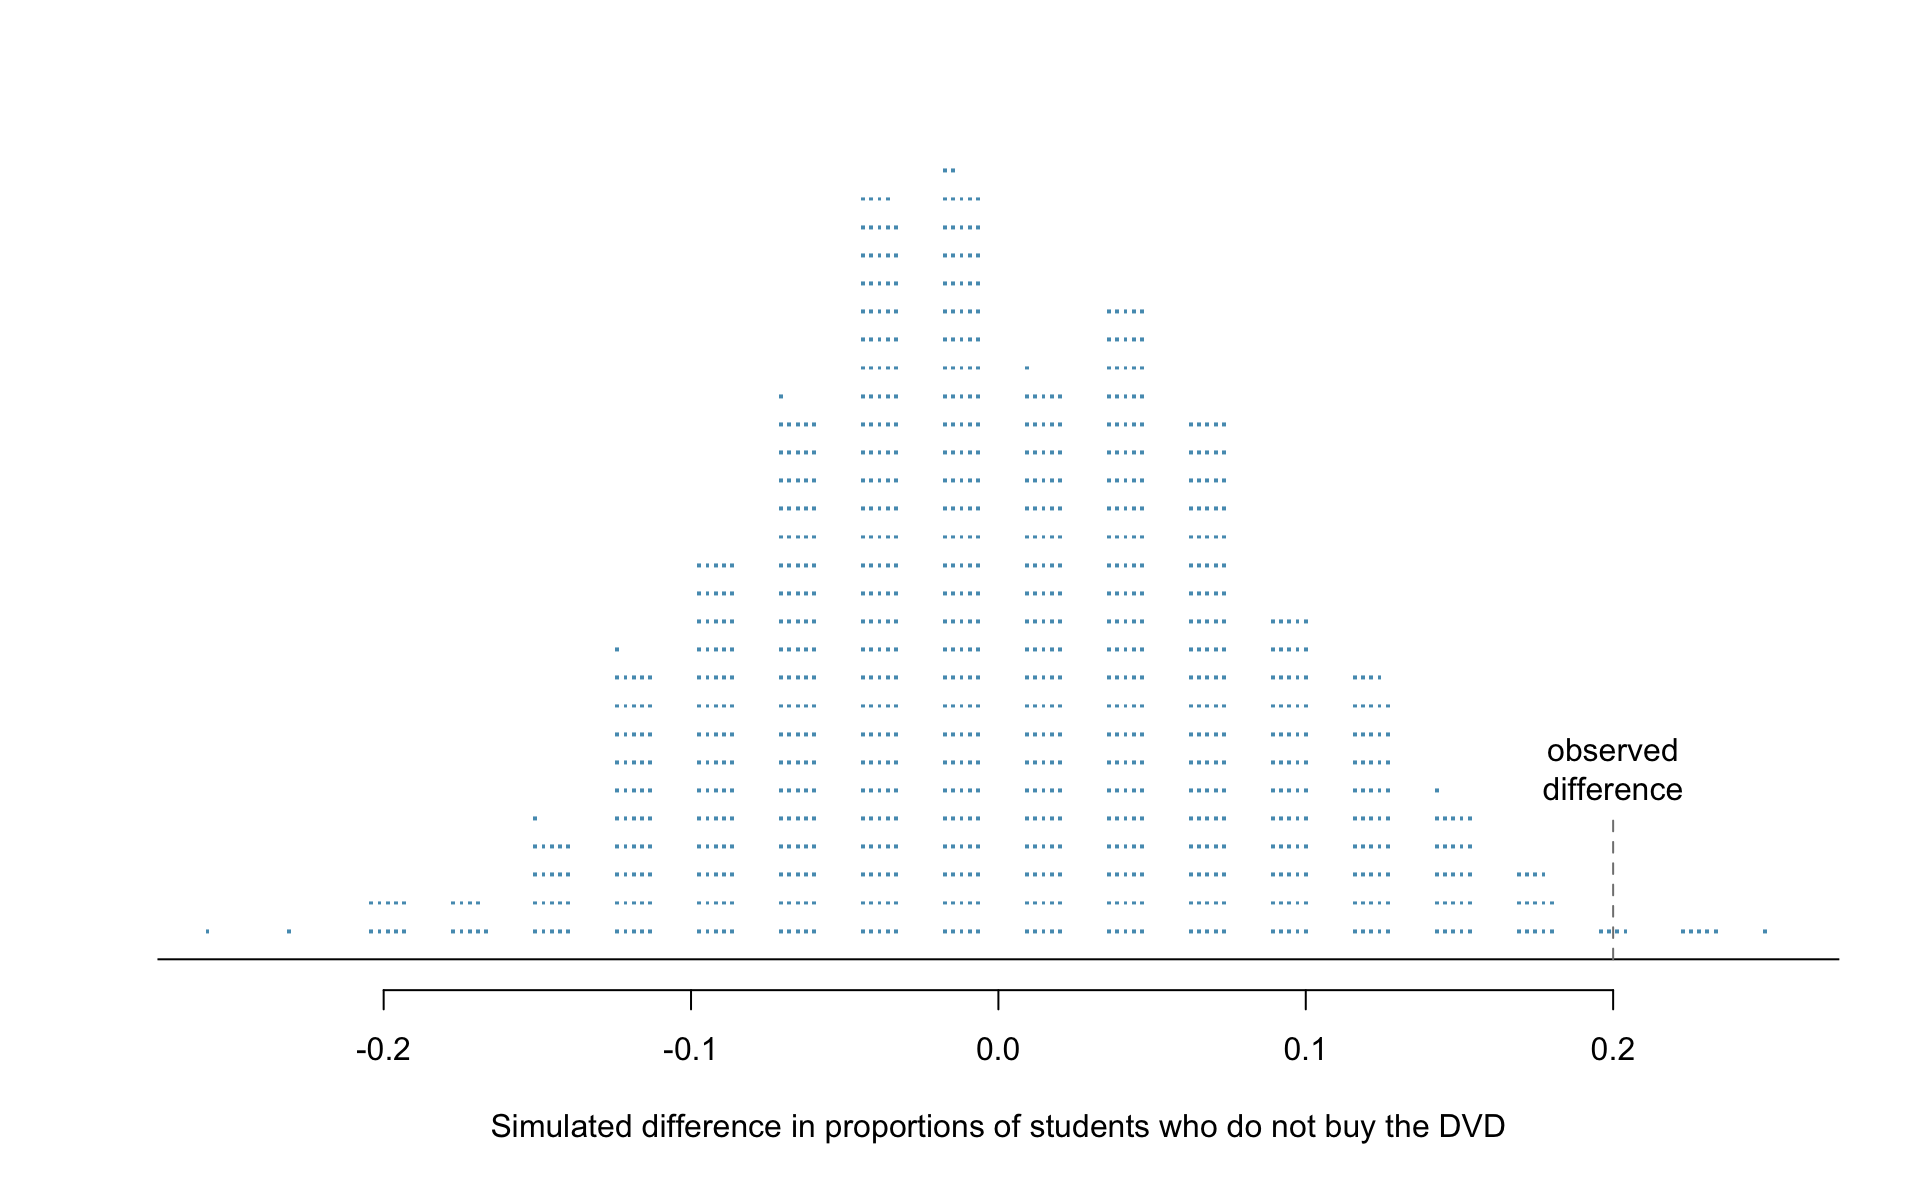 observed
difference
-0.2 -0.1 0.0 0.1 0.2
Simulated difference in proportions of students who do not buy the DVD